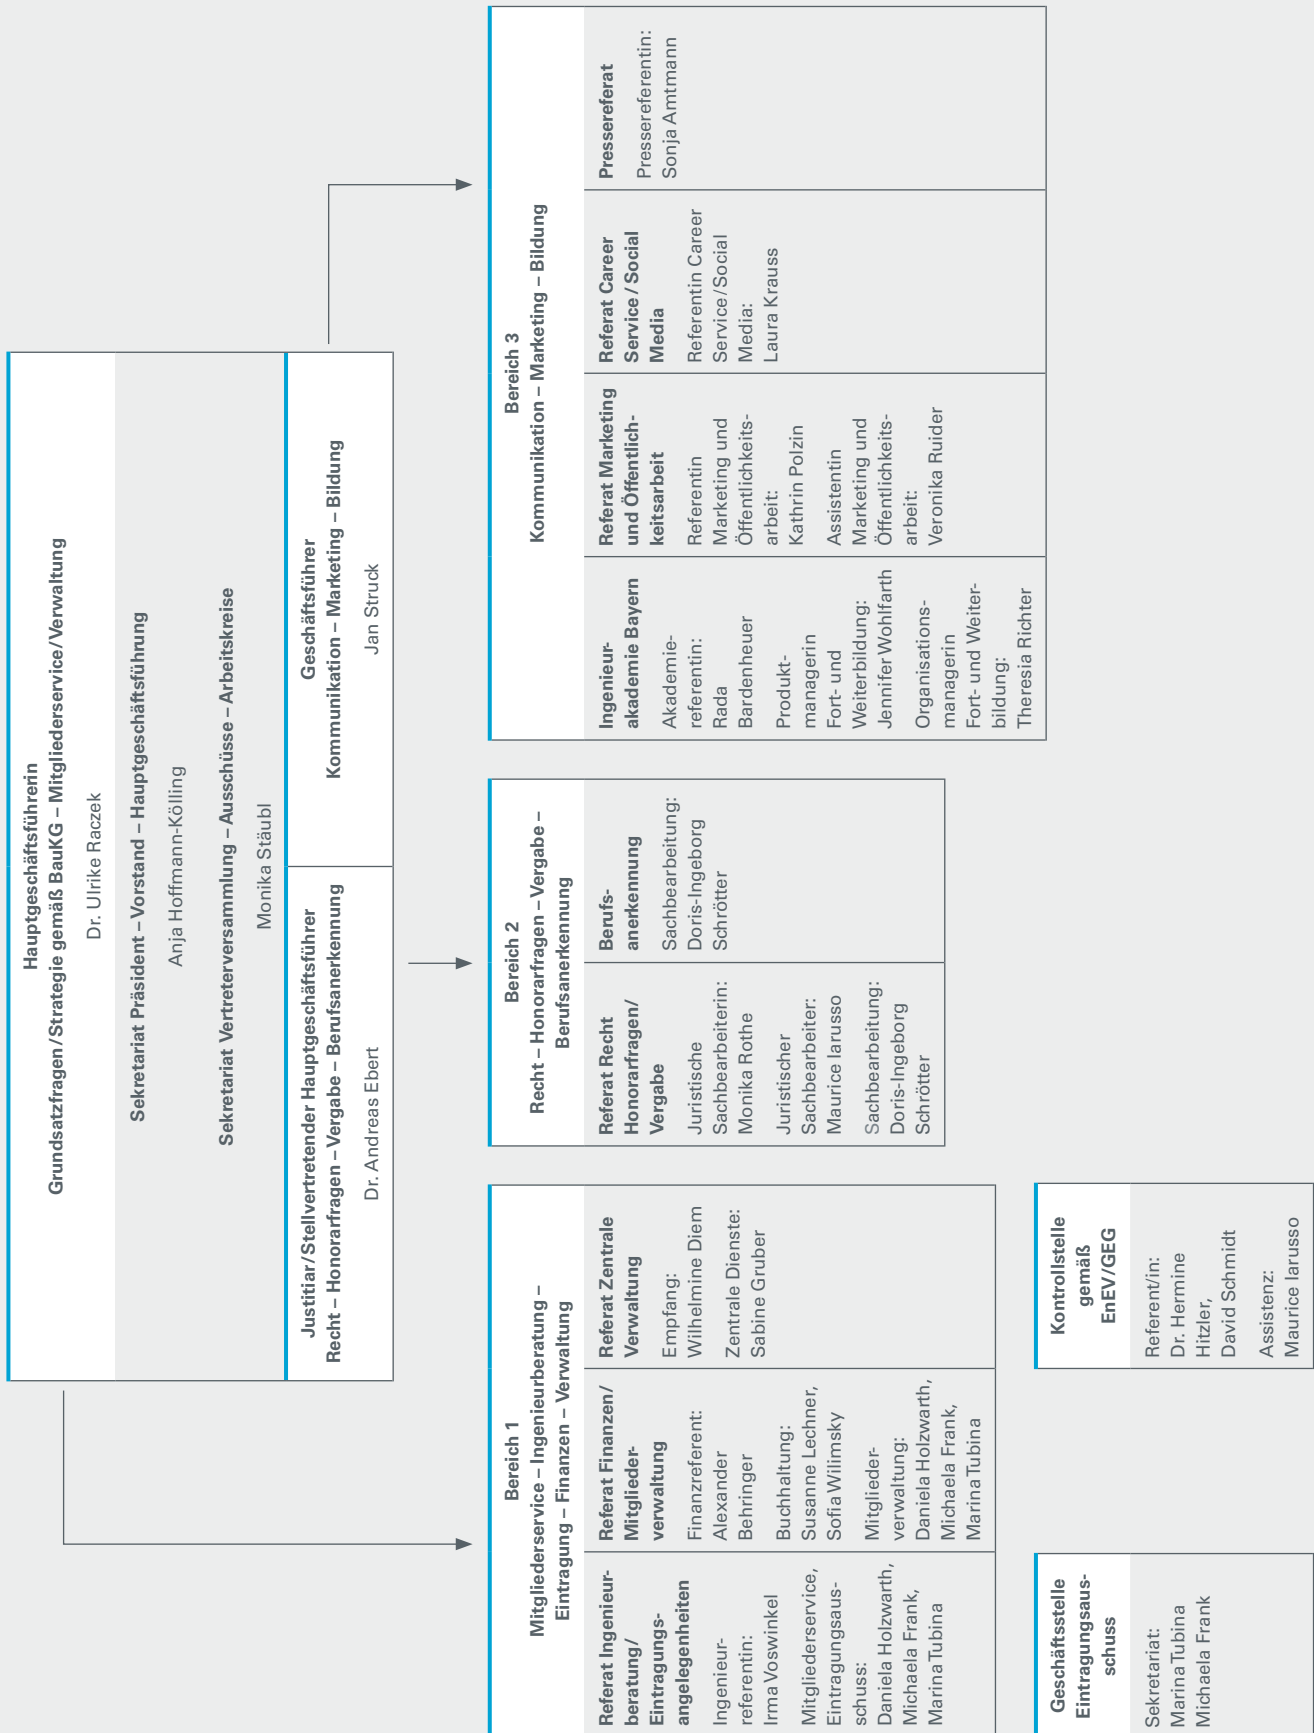 Hauptgeschäftsführerin
Grundsatzfragen/Strategie gemäß BauKG – Mitgliederservice/Verwaltung
Dr. Ulrike Raczek
Sekretariat Präsident – Vorstand – Hauptgeschäftsführung
Anja Hoffmann-Kölling
Sekretariat Vertreterversammlung – Ausschüsse – Arbeitskreise
Monika Stäubl
Justitiar/Stellvertretender Hauptgeschäftsführer
Recht – Honorarfragen – Vergabe – Berufsanerkennung
Dr. Andreas Ebert
Geschäftsführer
Kommunikation – Marketing – Bildung
Jan Struck
Bereich 1
Mitgliederservice – Ingenieurberatung –
Eintragung – Finanzen – Verwaltung
Referat Ingenieur-
beratung/
Eintragungs-
angelegenheiten
Ingenieur-
referentin:
Irma Voswinkel
Mitgliederservice,
Eintragungsaus-
schuss:
Daniela Holzwarth,
Michaela Frank,
Marina Tubina
Referat Finanzen/
Mitglieder-
verwaltung
Finanzreferent:
Alexander
Behringer
Buchhaltung:
Susanne Lechner,
Sofia Wilimsky
Mitglieder-
verwaltung:
Daniela Holzwarth,
Michaela Frank,
Marina Tubina
Referat Zentrale
Verwaltung
Empfang:
Wilhelmine Diem
Zentrale Dienste:
Sabine Gruber
Bereich 2
Recht – Honorarfragen – Vergabe –
Berufsanerkennung
Referat Recht
Honorarfragen/
Vergabe
Juristische
Sachbearbeiterin:
Monika Rothe
Juristischer
Sachbearbeiter:
Maurice Iarusso
Sachbearbeitung:
Doris-Ingeborg
Schrötter
Berufs-
anerkennung
Sachbearbeitung:
Doris-Ingeborg
Schrötter
Bereich 3
Kommunikation – Marketing – Bildung
Ingenieur-
akademie Bayern
Akademie-
referentin:
Rada
Bardenheuer
Produkt-
managerin
Fort- und
Weiterbildung:
Jennifer Wohlfarth
Organisations-
managerin
Fort- und Weiter-
bildung:
Theresia Richter
Referat Marketing
und Öffentlich-
keitsarbeit
Referentin
Marketing und
Öffentlichkeits-
arbeit:
Kathrin Polzin
Assistentin
Marketing und
Öffentlichkeits-
arbeit:
Veronika Ruider
Referat Career
Service / Social
Media
Referentin Career
Service/Social
Media:
Laura Krauss
Pressereferat
Pressereferentin:
Sonja Amtmann
Geschäftsstelle
Eintragungsaus-
schuss
Sekretariat:
Marina Tubina
Michaela Frank
Kontrollstelle
gemäß
EnEV/GEG
Referent/in:
Dr. Hermine
Hitzler,
David Schmidt
Assistenz:
Maurice Iarusso